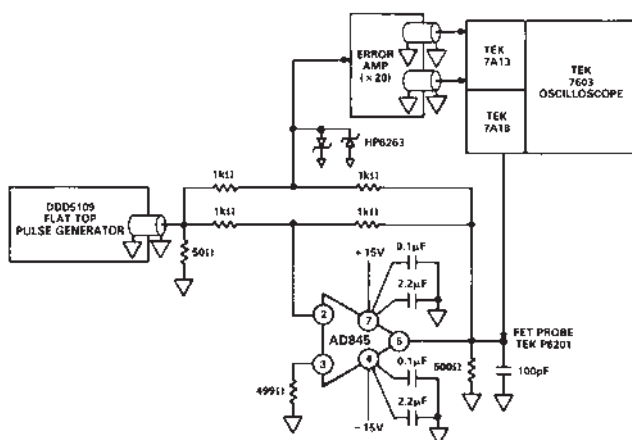 ERROR
AMP
(×20)
TEK
7A13
TEK
7603
OSCILLOSCOPE
TEK
7A18
HP6263
1kΩ
1kΩ
DDD5109
FLAT TOP
PULSE GENERATOR
1kΩ
1kΩ
50Ω
+15V
0.1µF
2.2µF
2
7
AD845
6
3
4
499Ω
0.1µF
2.2µF
−15V
500Ω
FET PROBE
TEK P6201
100pF